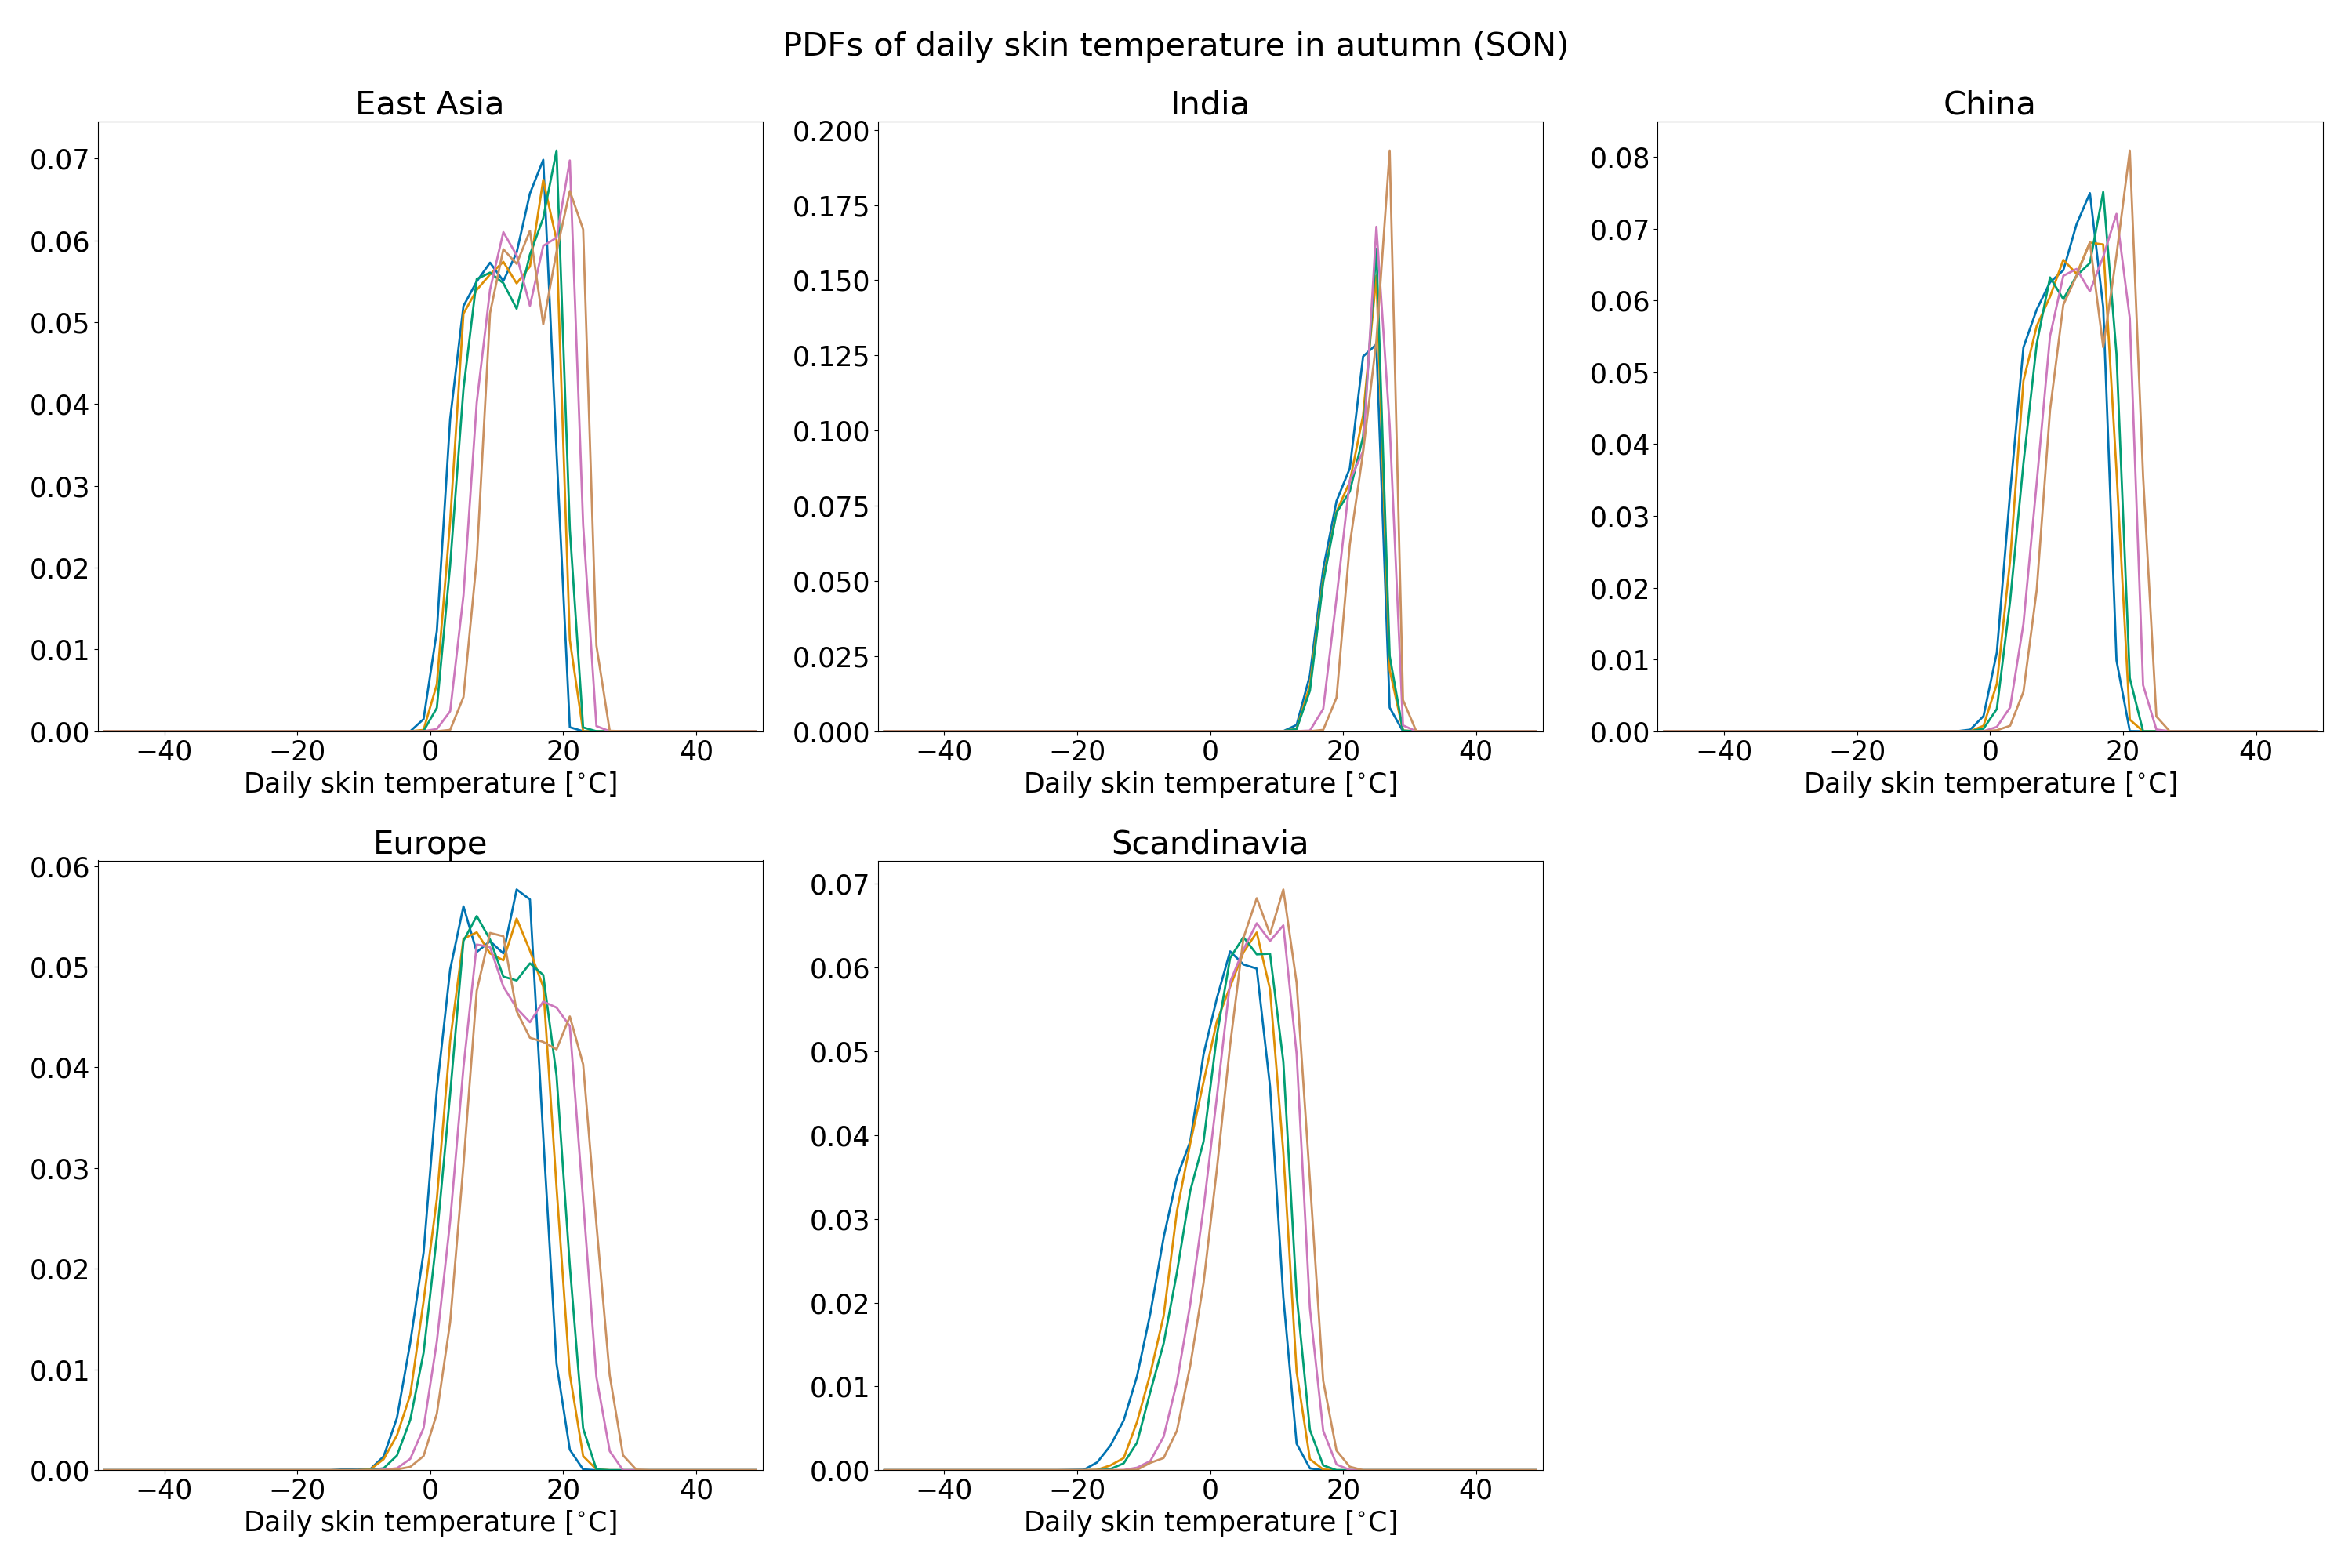 PDFs of daily skin temperature in autumn (SON)
East Asia
0.07
0.06
0.05
0.04
0.03
0.02
0.01
0.00
−40 −20 0 20 40
Daily skin temperature [°C]
India
0.200
0.175
0.150
0.125
0.100
0.075
0.050
0.025
0.000
−40 −20 0 20 40
Daily skin temperature [°C]
China
0.08
0.07
0.06
0.05
0.04
0.03
0.02
0.01
0.00
−40 −20 0 20 40
Daily skin temperature [°C]
Europe
0.06
0.05
0.04
0.03
0.02
0.01
0.00
−40 −20 0 20 40
Daily skin temperature [°C]
Scandinavia
0.07
0.06
0.05
0.04
0.03
0.02
0.01
0.00
−40 −20 0 20 40
Daily skin temperature [°C]